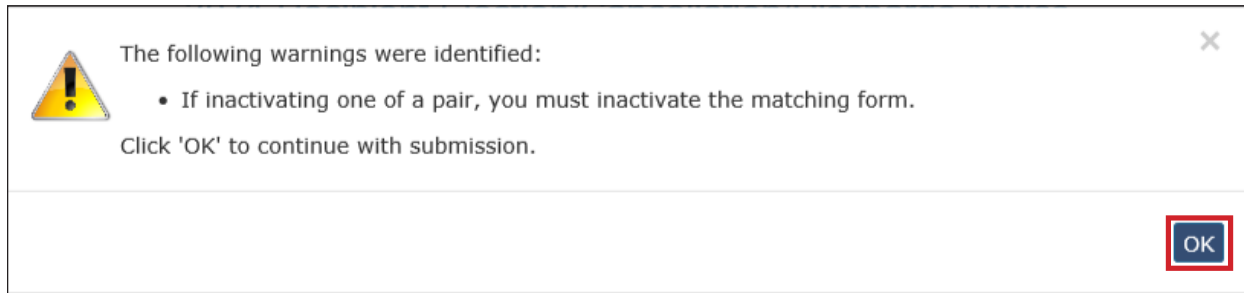 The following warnings were identified:
• If inactivating one of a pair, you must inactivate the matching form.
Click 'OK' to continue with submission.
OK